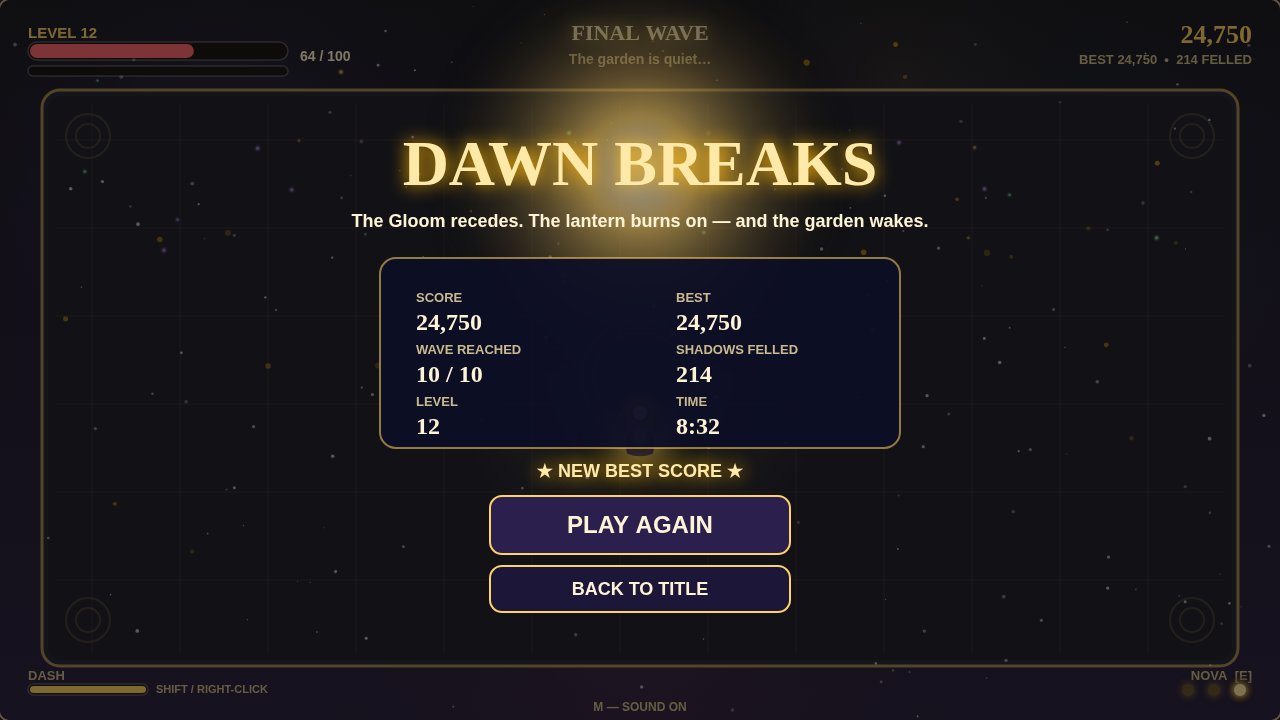 LEVEL 12
64 / 100
FINAL WAVE
The garden is quiet...
24,750
BEST 24,750 • 214 FELLED
DAWN BREAKS
The Gloom recedes. The lantern burns on — and the garden wakes.
SCORE
24,750
BEST
24,750
WAVE REACHED
10 / 10
SHADOWS FELLED
214
LEVEL
12
TIME
8:32
★ NEW BEST SCORE ★
PLAY AGAIN
BACK TO TITLE
DASH
SHIFT / RIGHT-CLICK
M — SOUND ON
NOVA [E]